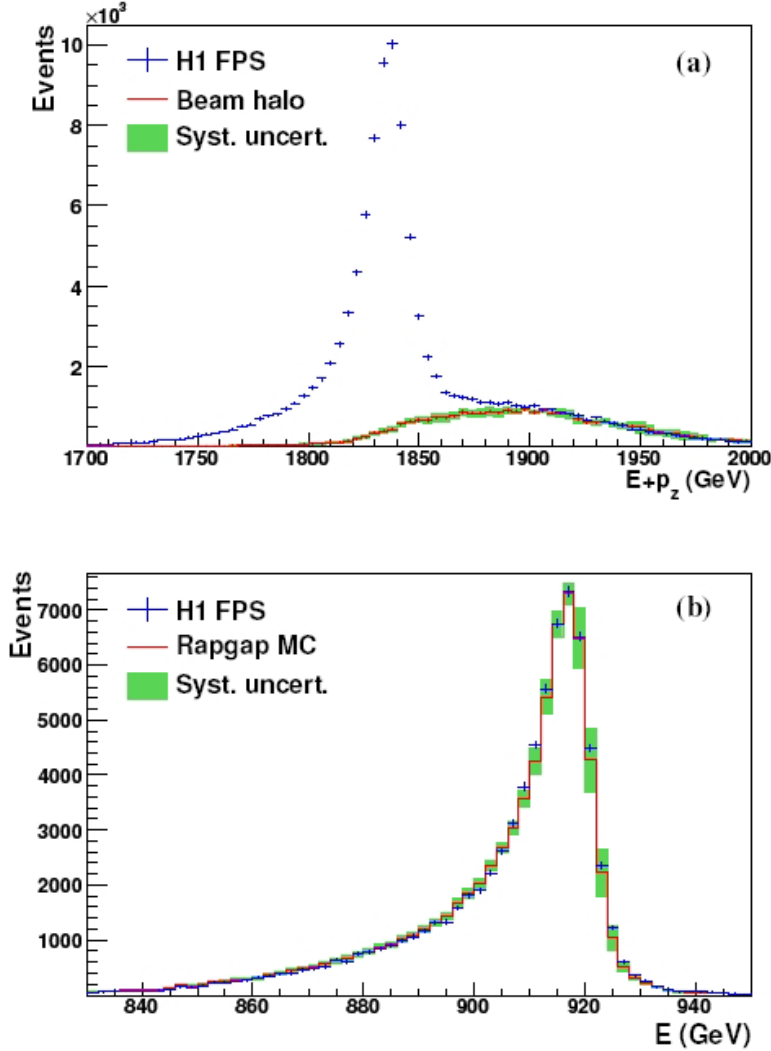 ×10³
Events
10
8
6
4
2
H1 FPS
Beam halo
Syst. uncert.
(a)
1700 1750 1800 1850 1900 1950 2000
E+p_z (GeV)
Events
7000
6000
5000
4000
3000
2000
1000
H1 FPS
Rapgap MC
Syst. uncert.
(b)
840 860 880 900 920 940
E (GeV)